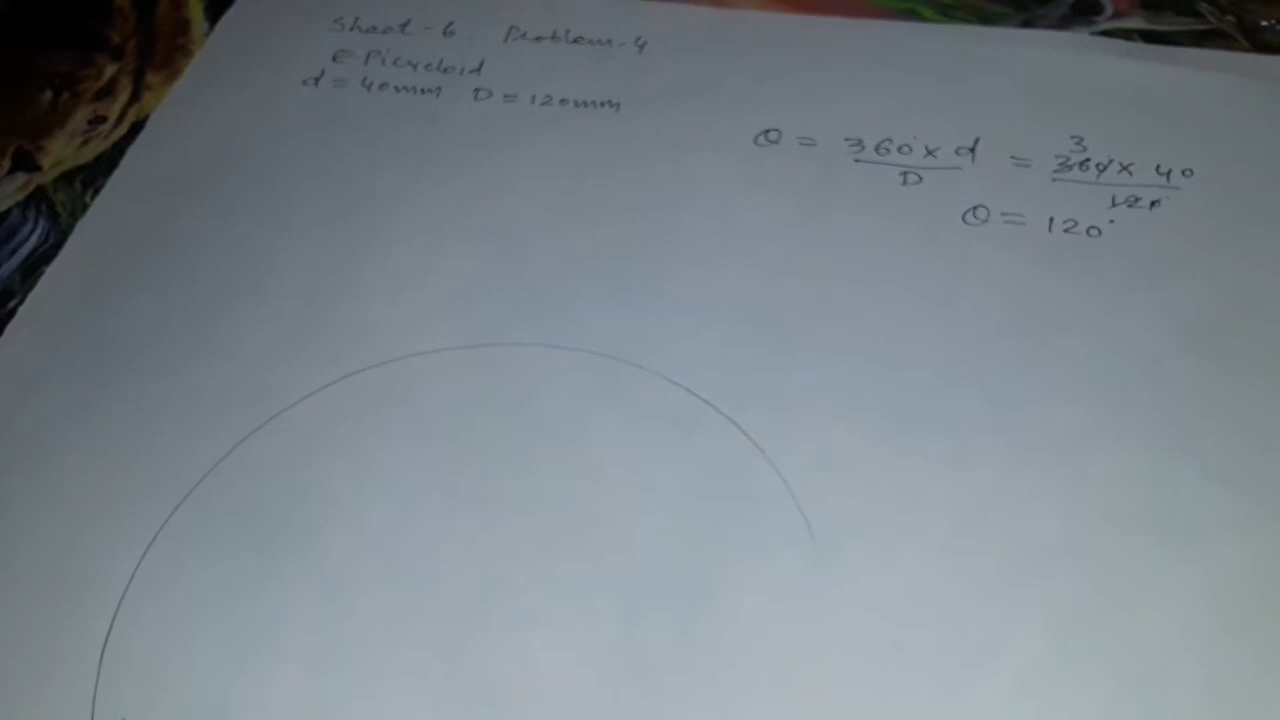 Sheet-6 Problem-4
Epicycloid
d = 40mm D = 120mm
θ = 360° × d / D = 360 × 40 / 120
3
θ = 120°